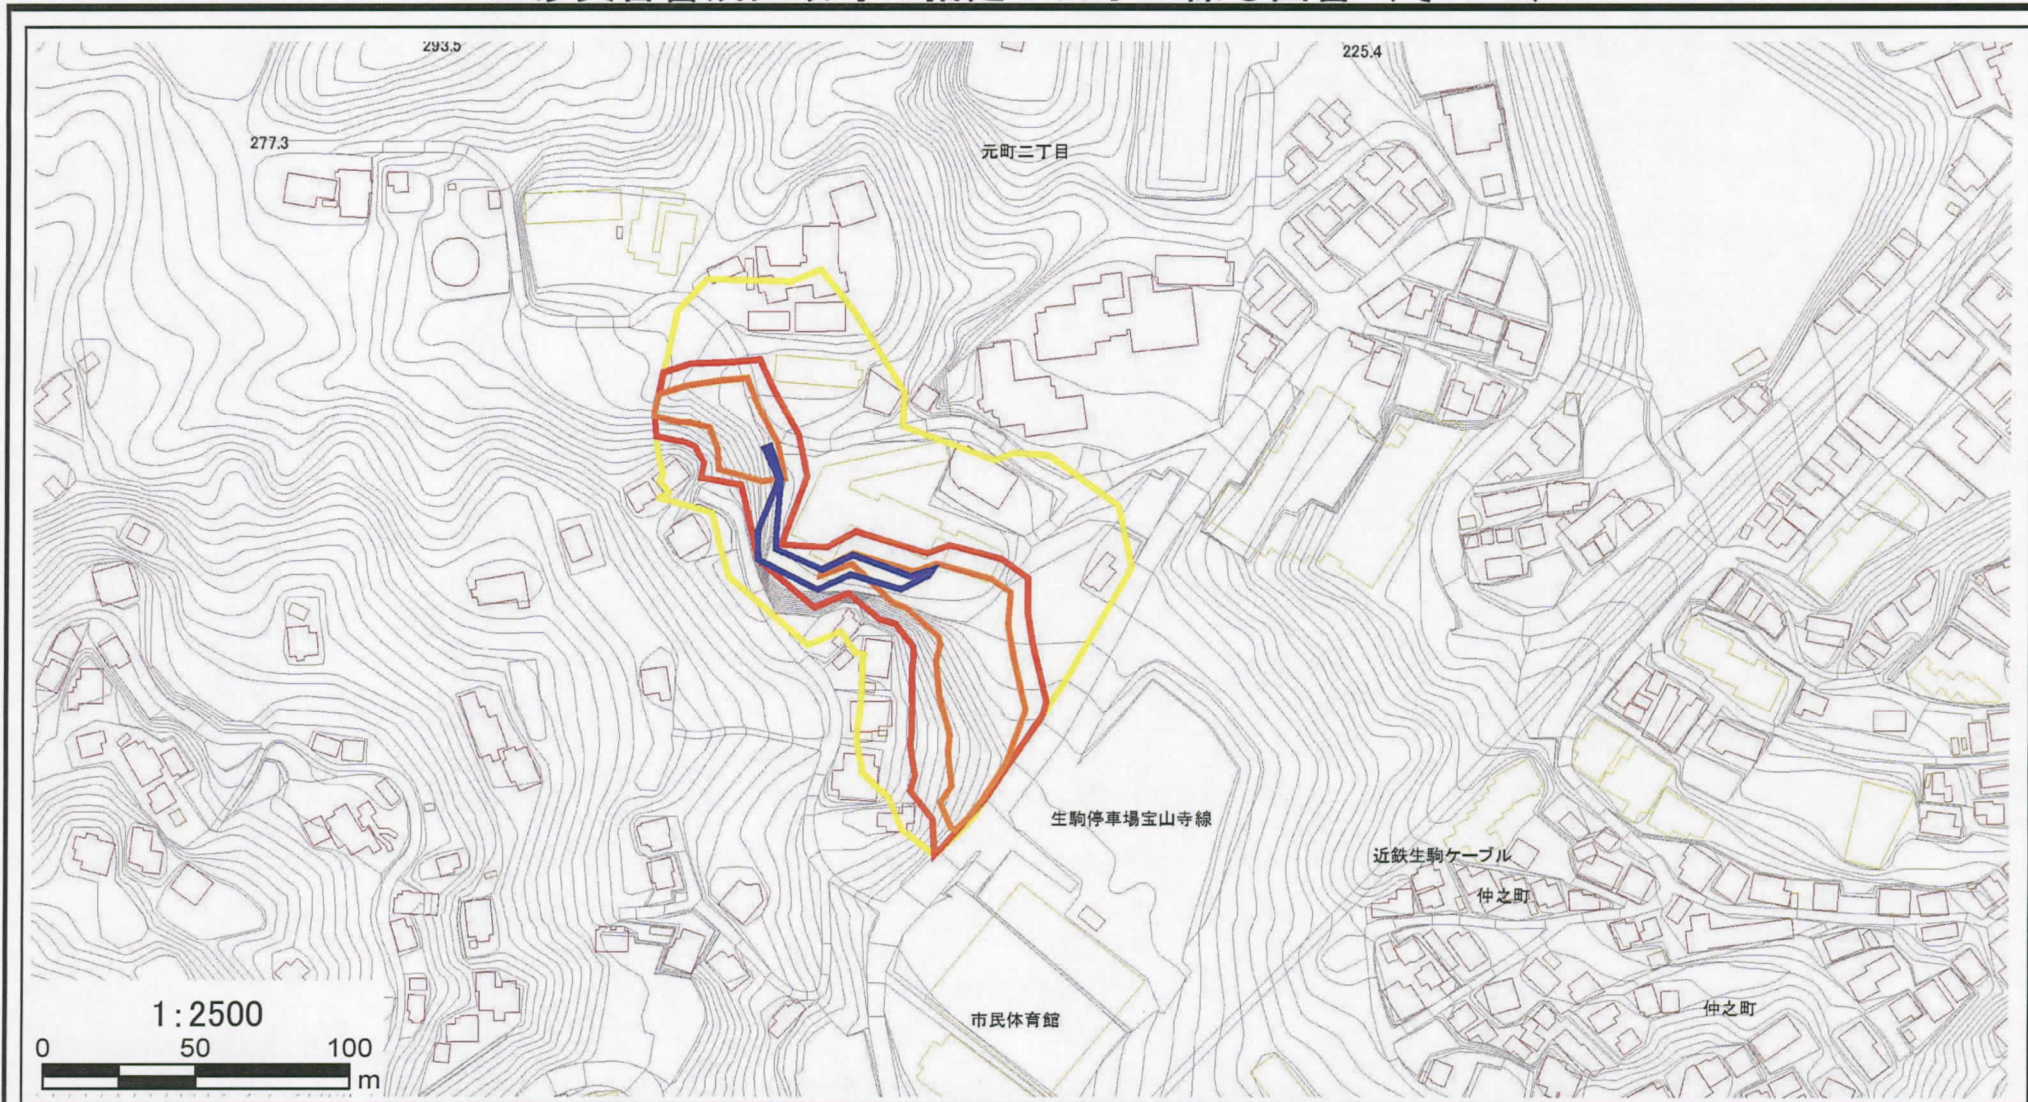 293.5
225.4
277.3
元町二丁目
生駒停車場宝山寺線
近鉄生駒ケーブル
仲之町
市民体育館
仲之町
1:2500
0 50 100
m